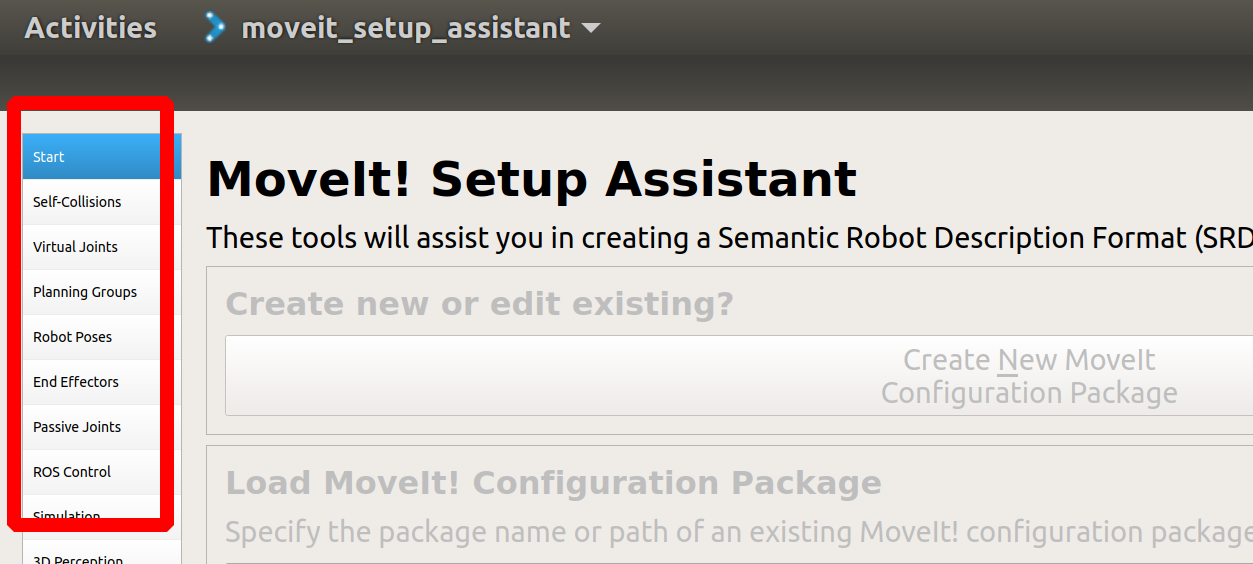 Activities
moveit_setup_assistant
Start
Self-Collisions
Virtual Joints
Planning Groups
Robot Poses
End Effectors
Passive Joints
ROS Control
Simulation
3D Perception
MoveIt! Setup Assistant
These tools will assist you in creating a Semantic Robot Description Format (SRD
Create new or edit existing?
Create New MoveIt
Configuration Package
Load MoveIt! Configuration Package
Specify the package name or path of an existing MoveIt! configuration package